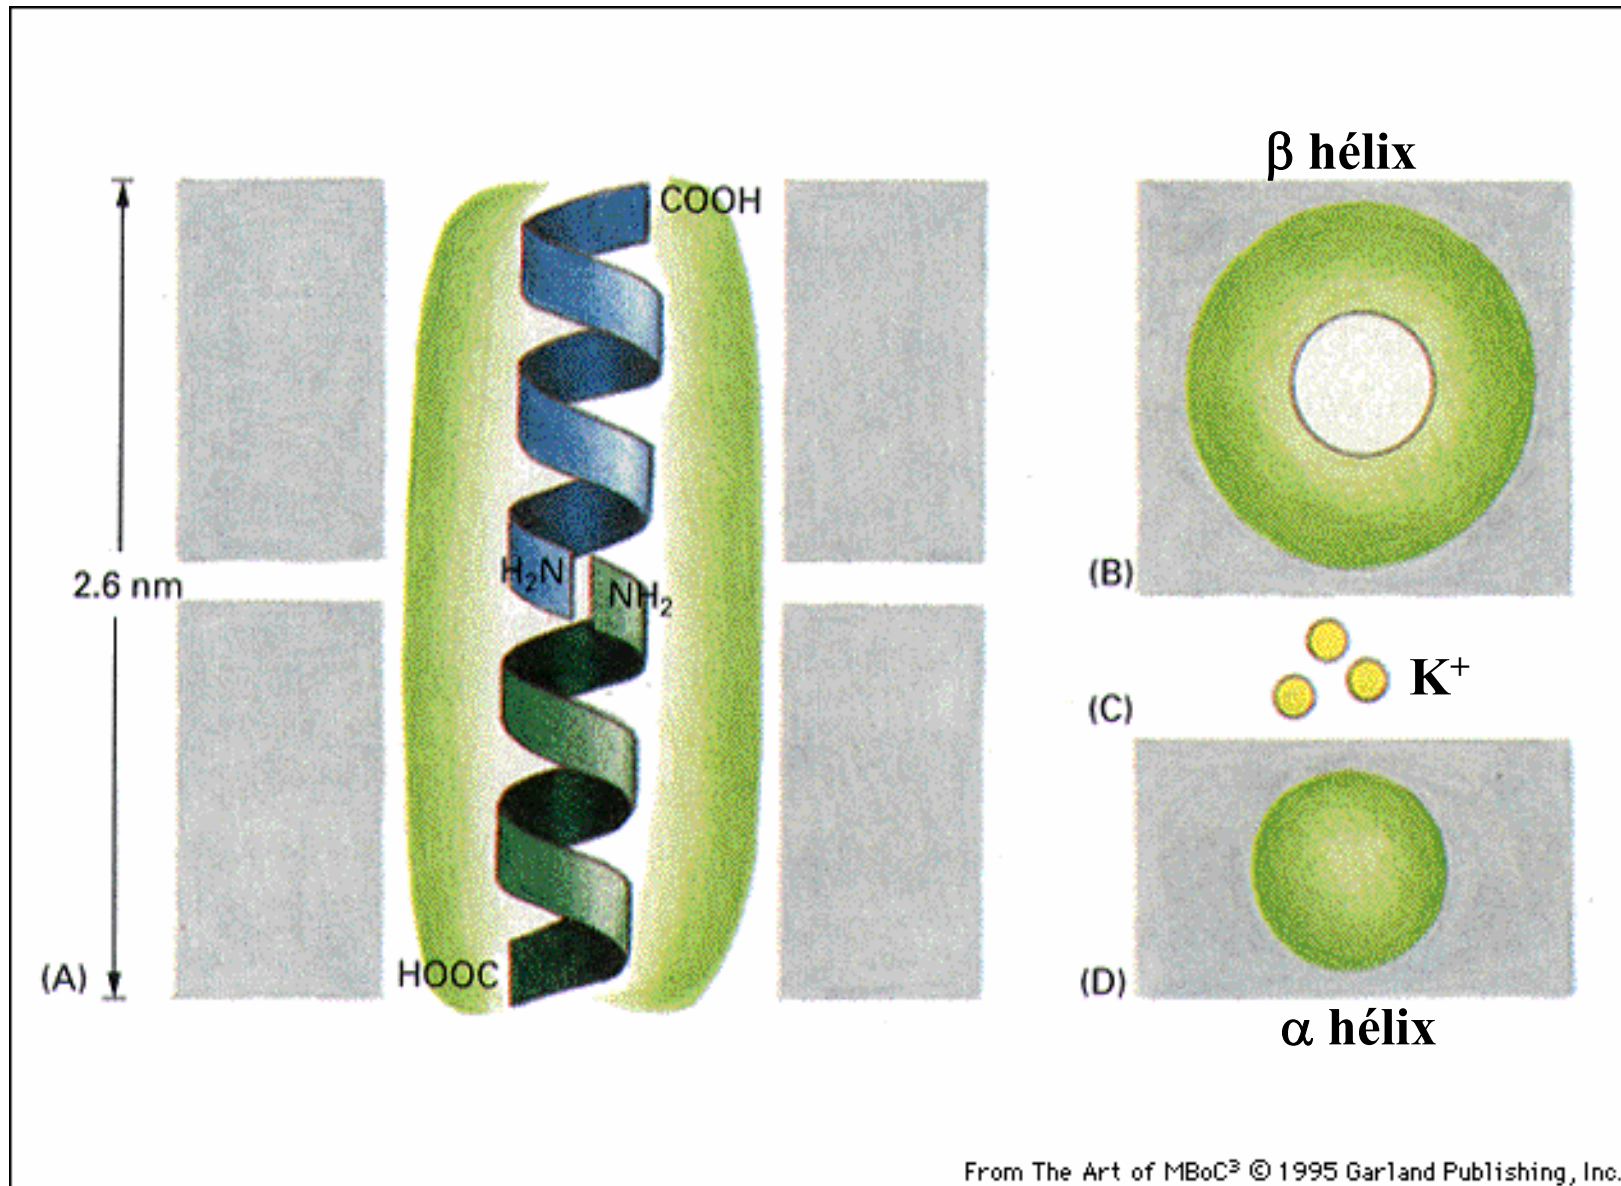 β hélix
COOH
H₂N
NH₂
2.6 nm
HOOC
(A)
(B)
K⁺
(C)
(D)
α hélix
From The Art of MBoC³ © 1995 Garland Publishing, Inc.